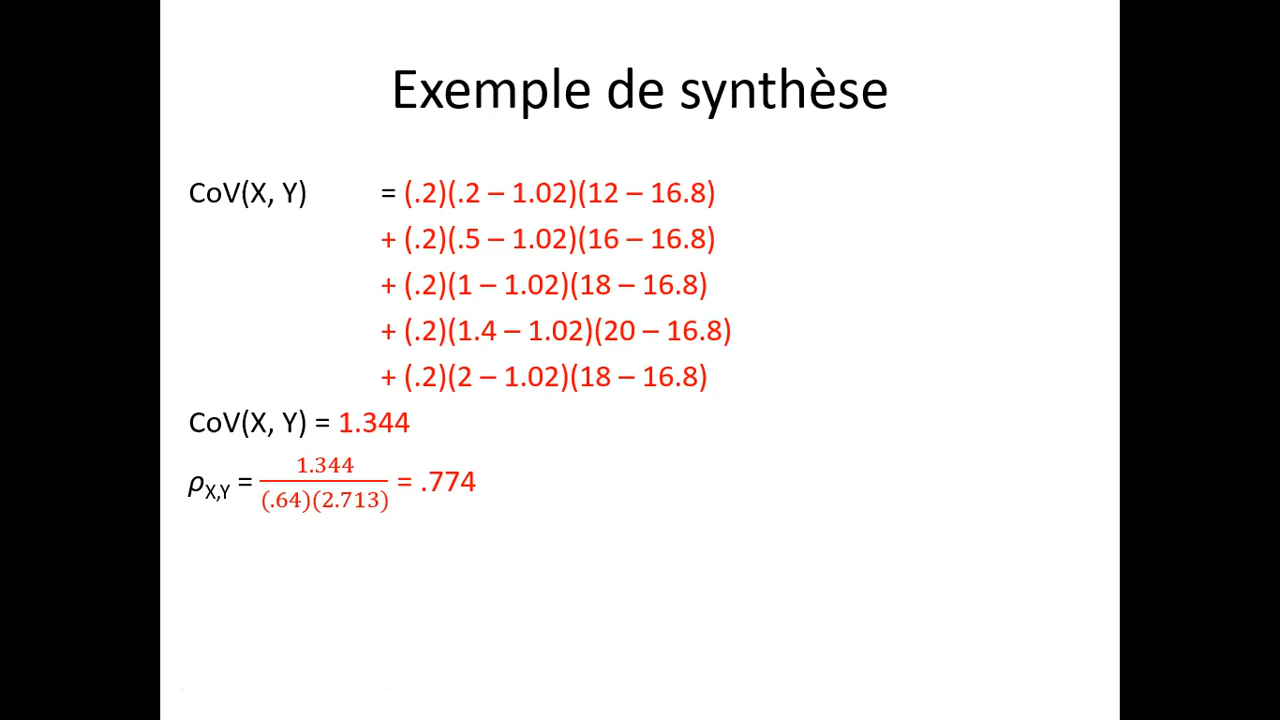 Exemple de synthèse
CoV(X, Y) = (.2)(.2 – 1.02)(12 – 16.8)
+ (.2)(.5 – 1.02)(16 – 16.8)
+ (.2)(1 – 1.02)(18 – 16.8)
+ (.2)(1.4 – 1.02)(20 – 16.8)
+ (.2)(2 – 1.02)(18 – 16.8)
CoV(X, Y) = 1.344
1.344
ρX,Y = = .774
(.64)(2.713)